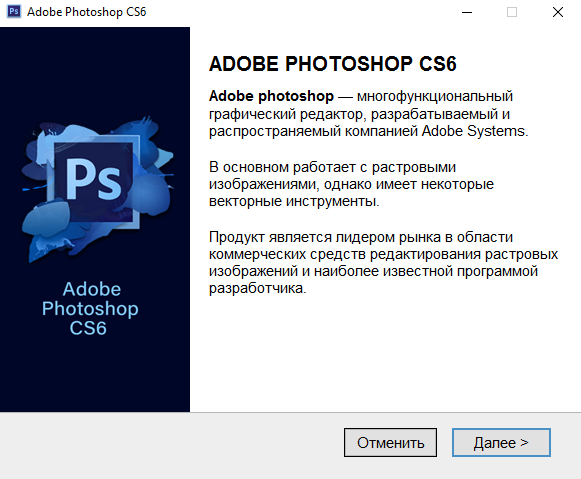 Adobe Photoshop CS6
Ps
Ps
Adobe
Photoshop
CS6
ADOBE PHOTOSHOP CS6
Adobe photoshop — многофункциональный
графический редактор, разрабатываемый и
распространяемый компанией Adobe Systems.
В основном работает с растровыми
изображениями, однако имеет некоторые
векторные инструменты.
Продукт является лидером рынка в области
коммерческих средств редактирования растровых
изображений и наиболее известной программой
разработчика.
Отменить
Далее >